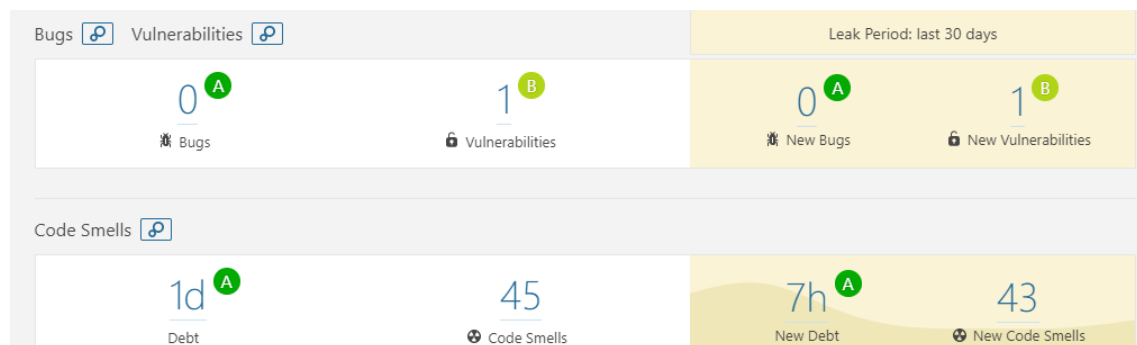 Bugs Vulnerabilities
Leak Period: last 30 days
0 A
1 B
0 A
1 B
Bugs
Vulnerabilities
New Bugs
New Vulnerabilities
Code Smells
1d A
45
7h A
43
Debt
Code Smells
New Debt
New Code Smells